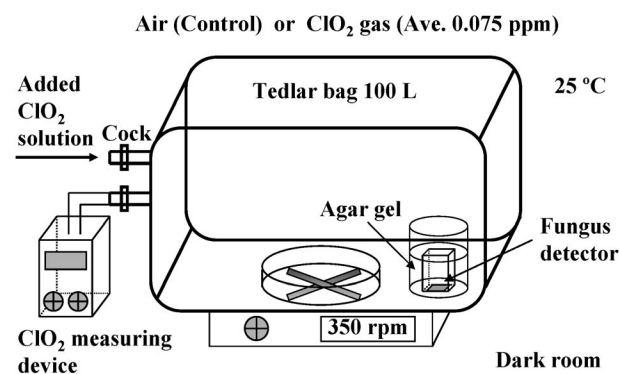 Air (Control) or ClO₂ gas (Ave. 0.075 ppm)
Added
ClO₂
solution
Cock
Tedlar bag 100 L
25 ºC
Agar gel
Fungus
detector
350 rpm
ClO₂ measuring
device
Dark room